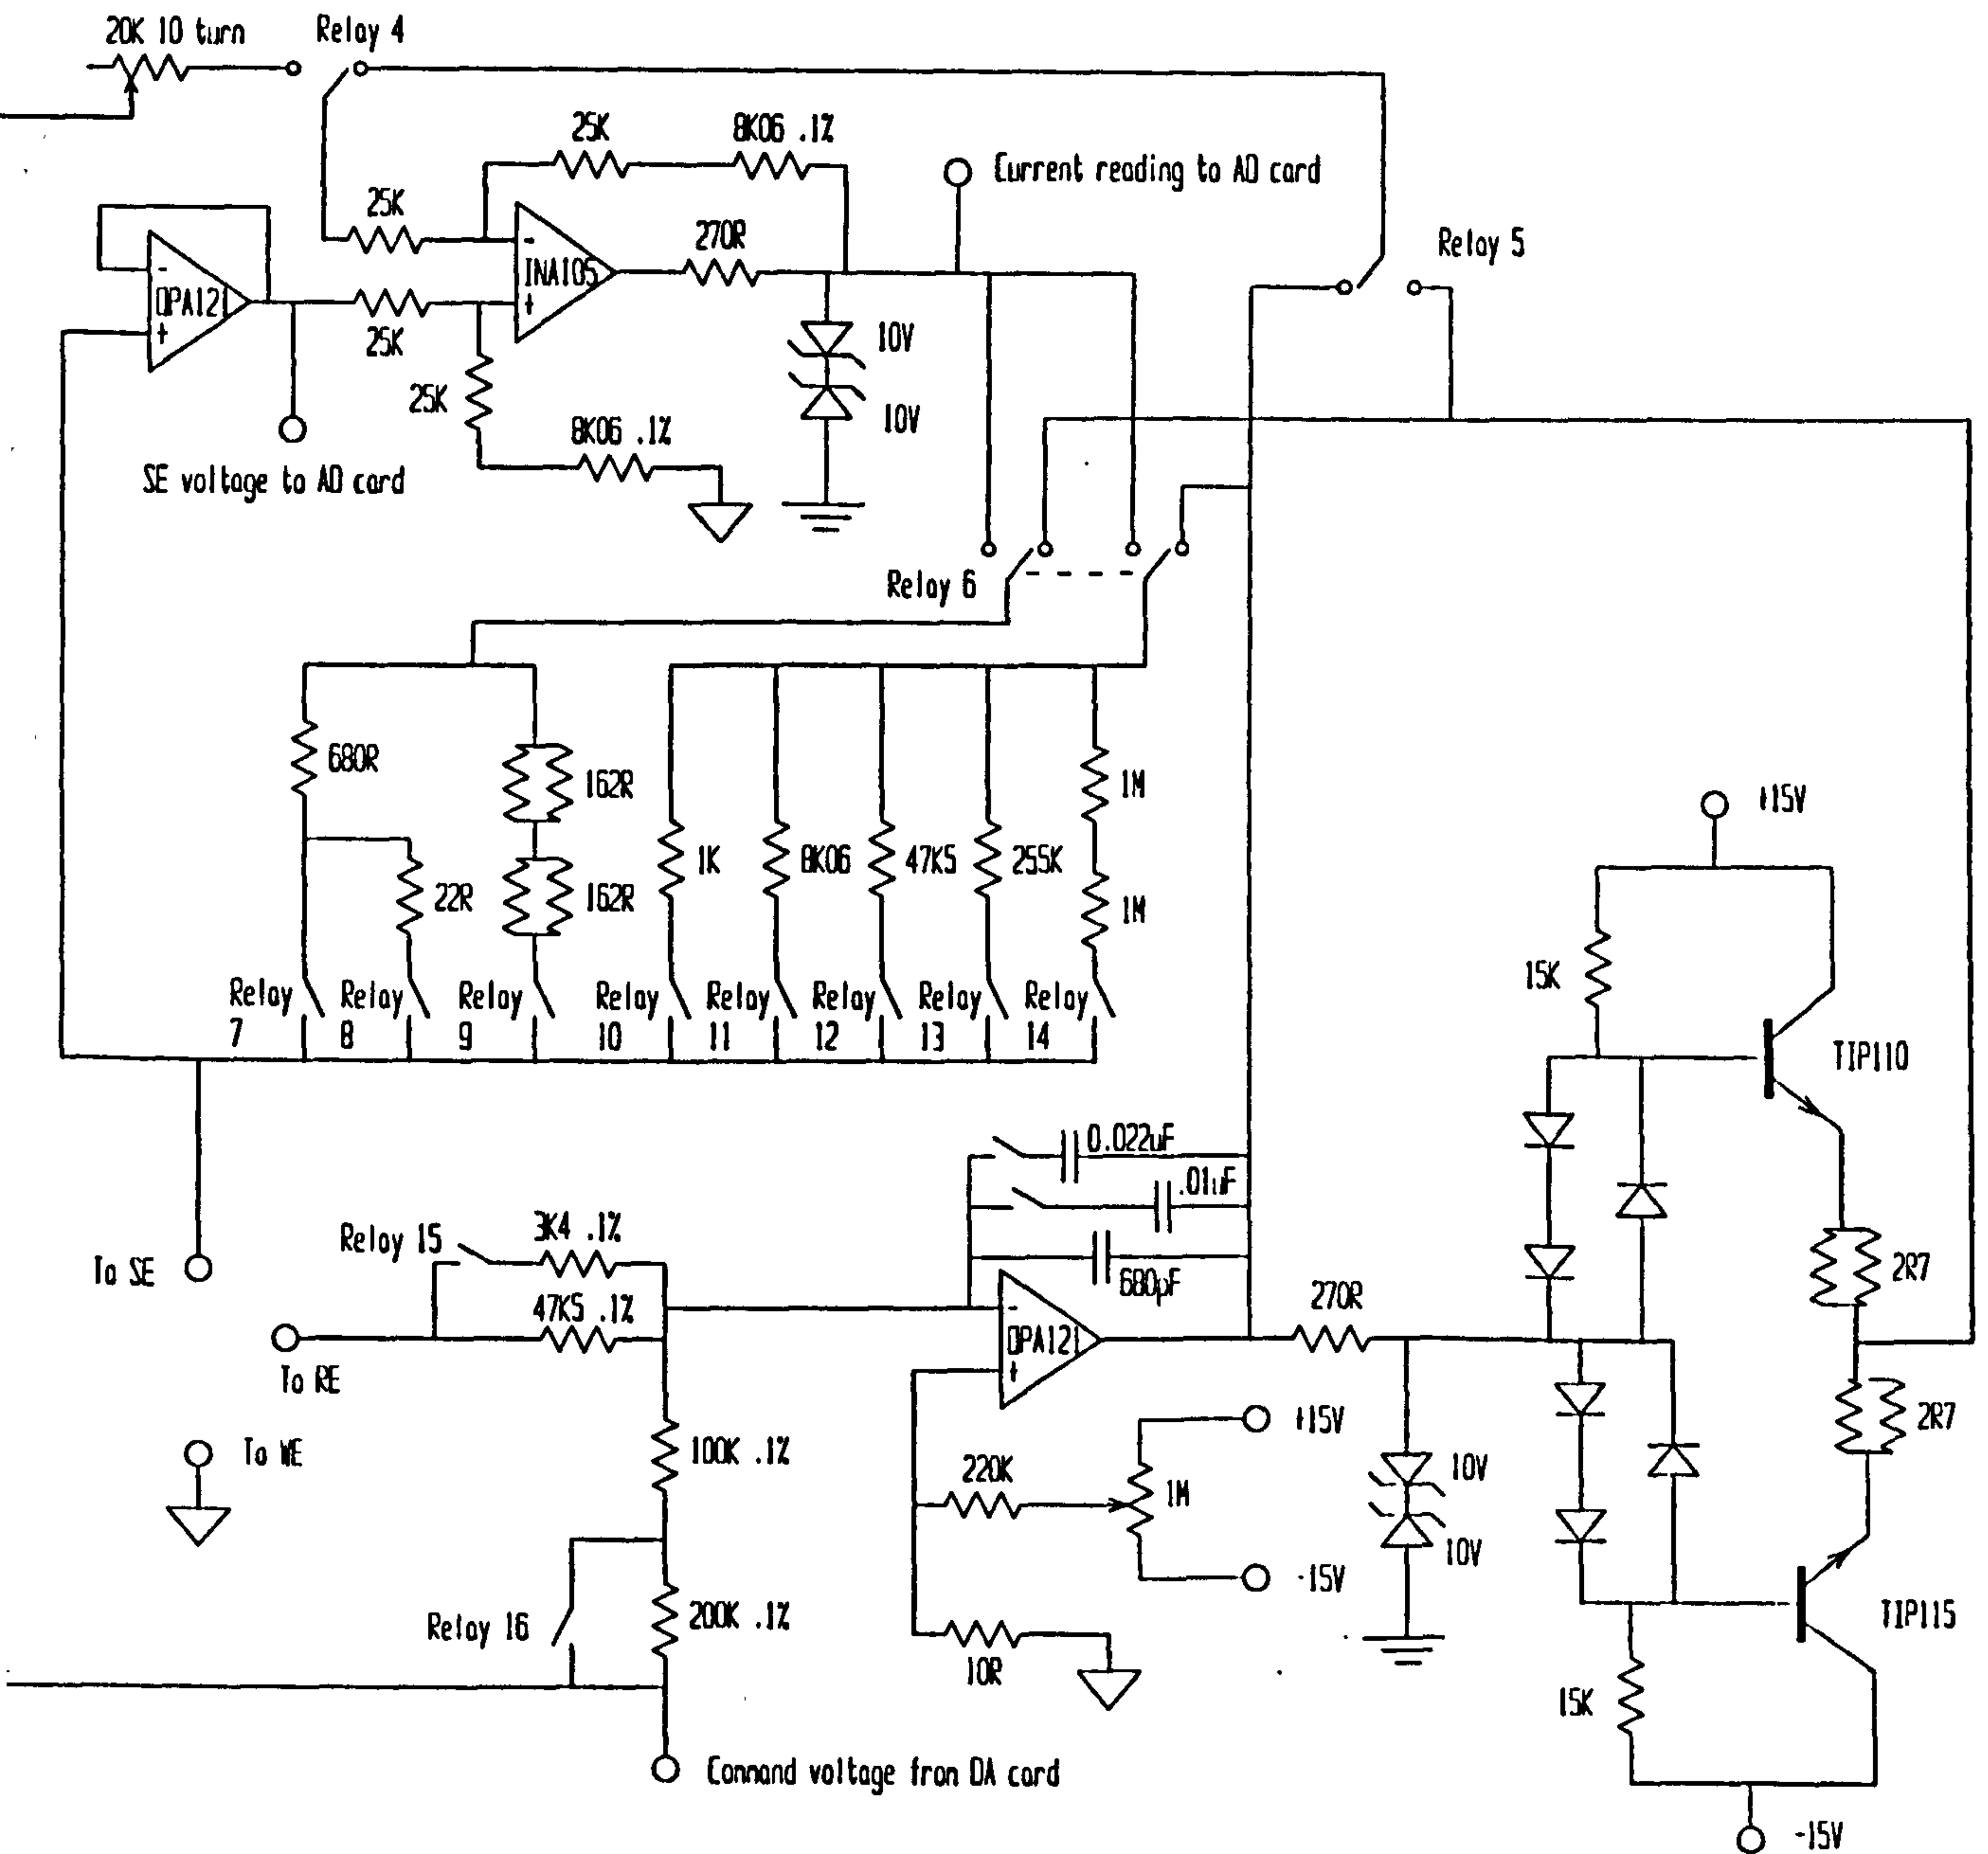 20K 10 turn
Relay 4
25K
8K06 .1%
Current reading to AD card
25K
270R
Relay 5
-
INA105
+
-
OPA121
+
25K
25K
10V
10V
8K06 .1%
SE voltage to AD card
Relay 6
680R
162R
1M
+15V
1K
8K06
47K5
255K
22R
162R
1M
15K
Relay 7
Relay 8
Relay 9
Relay 10
Relay 11
Relay 12
Relay 13
Relay 14
TIP110
0.022uF
.01uF
Relay 15
3K4 .1%
To SE
680pF
2R7
47K5 .1%
270R
-
OPA121
+
To RE
2R7
+15V
100K .1%
To WE
220K
1M
10V
10V
-15V
200K .1%
Relay 16
TIP115
10R
15K
Command voltage from DA card
-15V